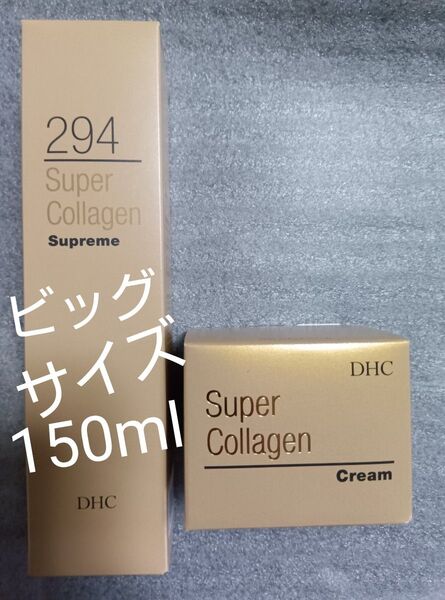 294
Super
Collagen
Supreme
ビッグ
サイズ
150ml
DHC
DHC
Super
Collagen
Cream